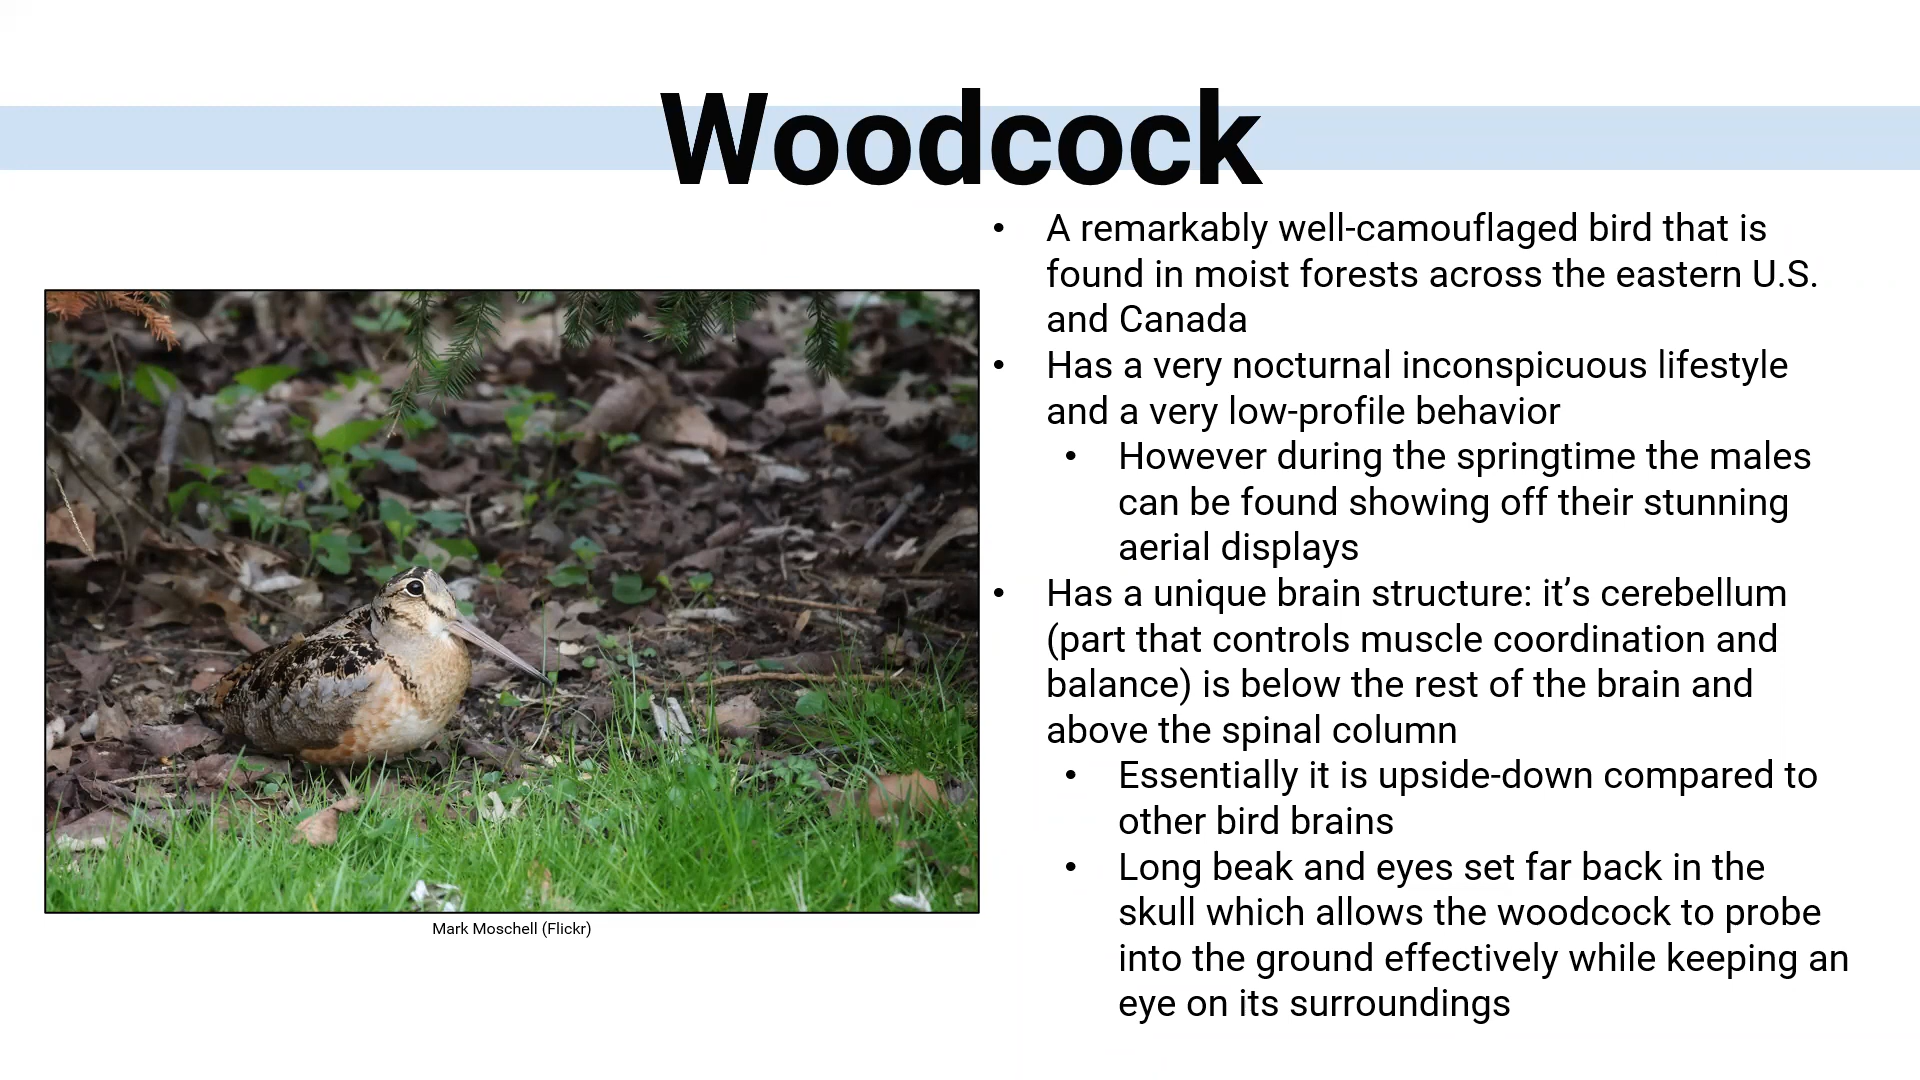 Woodcock
• A remarkably well-camouflaged bird that is
found in moist forests across the eastern U.S.
and Canada
• Has a very nocturnal inconspicuous lifestyle
and a very low-profile behavior
• However during the springtime the males
can be found showing off their stunning
aerial displays
• Has a unique brain structure: it’s cerebellum
(part that controls muscle coordination and
balance) is below the rest of the brain and
above the spinal column
• Essentially it is upside-down compared to
other bird brains
• Long beak and eyes set far back in the
skull which allows the woodcock to probe
into the ground effectively while keeping an
eye on its surroundings
Mark Moschell (Flickr)